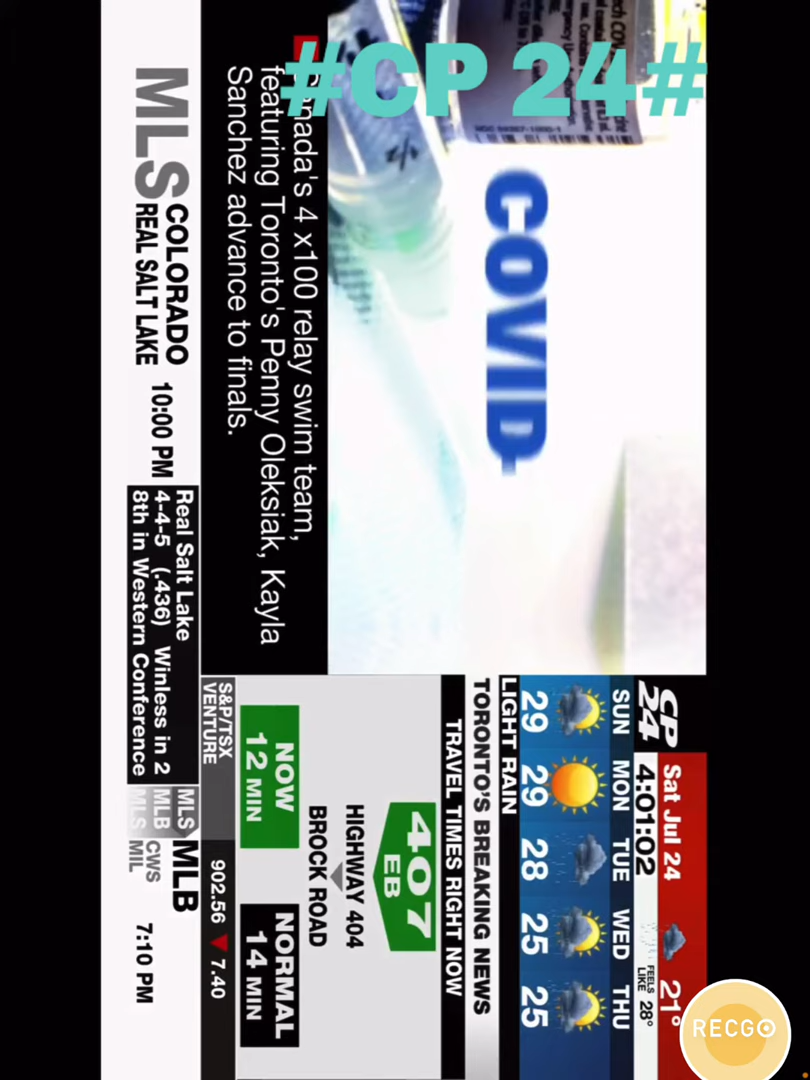 #CP 24#
COVID
Canada's 4 x100 relay swim team,
featuring Toronto's Penny Oleksiak, Kayla
Sanchez advance to finals.
CP
24
Sat Jul 24
21°
4:01:02
FEELS
LIKE 28°
SUN MON TUE WED THU
29 29 28 25 25
LIGHT RAIN
TORONTO'S BREAKING NEWS
TRAVEL TIMES RIGHT NOW
407
EB
HIGHWAY 404
BROCK ROAD
NOW
12 MIN
NORMAL
14 MIN
S&P/TSX
VENTURE
902.56 7.40
MLS
COLORADO
REAL SALT LAKE
10:00 PM
Real Salt Lake
4-4-5 (.436) Winless in 2
8th in Western Conference
MLS
MLB
MLS
MLB
CWS
MIL
7:10 PM
RECGO